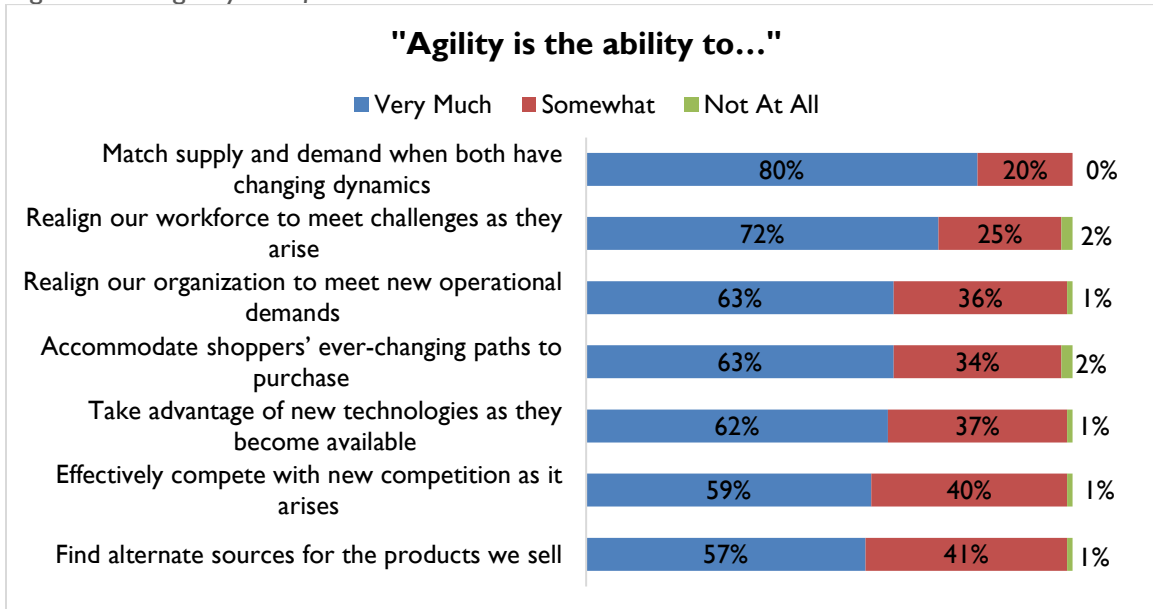 "Agility is the ability to…"
Very Much Somewhat Not At All
Match supply and demand when both have
changing dynamics
80% 20% 0%
Realign our workforce to meet challenges as they
arise
72% 25% 2%
Realign our organization to meet new operational
demands
63% 36% 1%
Accommodate shoppers’ ever-changing paths to
purchase
63% 34% 2%
Take advantage of new technologies as they
become available
62% 37% 1%
Effectively compete with new competition as it
arises
59% 40% 1%
Find alternate sources for the products we sell
57% 41% 1%